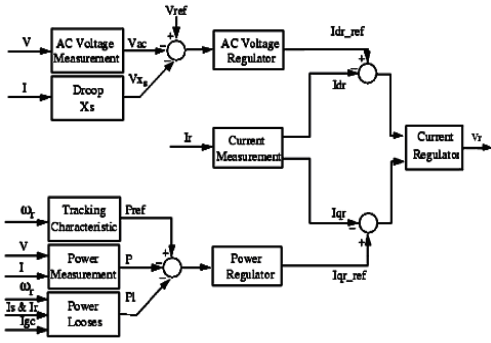 Vref
V
AC Voltage
Measurement
Vac
AC Voltage
Regulator
Idr_ref
I
Droop
Xs
Vxs
Idr
Ir
Current
Measurement
Current
Regulator
Vr
ωr
Tracking
Characteristic
Pref
Iqr
V
I
Power
Measurement
P
Power
Regulator
Iqr_ref
ωr
Is & Ir
Igc
Power
Looses
Pl